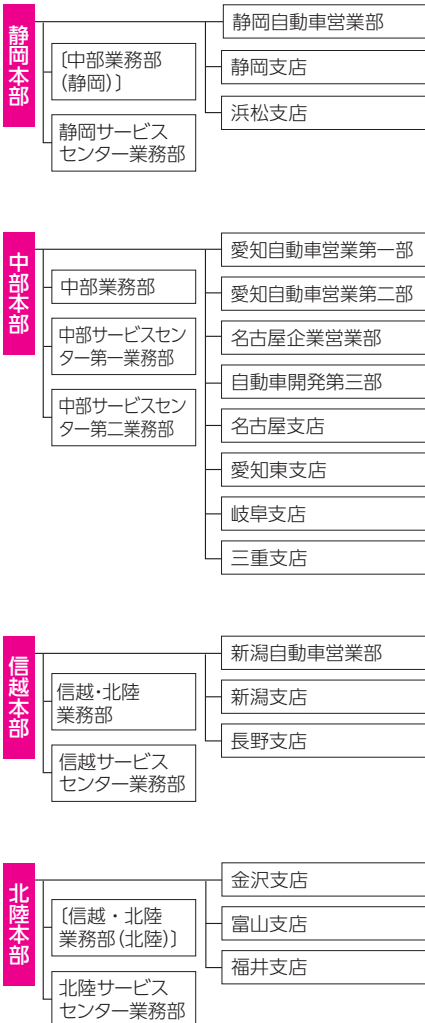 静岡本部
〔中部業務部
(静岡)〕
静岡サービス
センター業務部
静岡自動車営業部
静岡支店
浜松支店
中部本部
中部業務部
中部サービスセン
ター第一業務部
中部サービスセン
ター第二業務部
愛知自動車営業第一部
愛知自動車営業第二部
名古屋企業営業部
自動車開発第三部
名古屋支店
愛知東支店
岐阜支店
三重支店
信越本部
信越・北陸
業務部
信越サービス
センター業務部
新潟自動車営業部
新潟支店
長野支店
北陸本部
〔信越・北陸
業務部(北陸)〕
北陸サービス
センター業務部
金沢支店
富山支店
福井支店